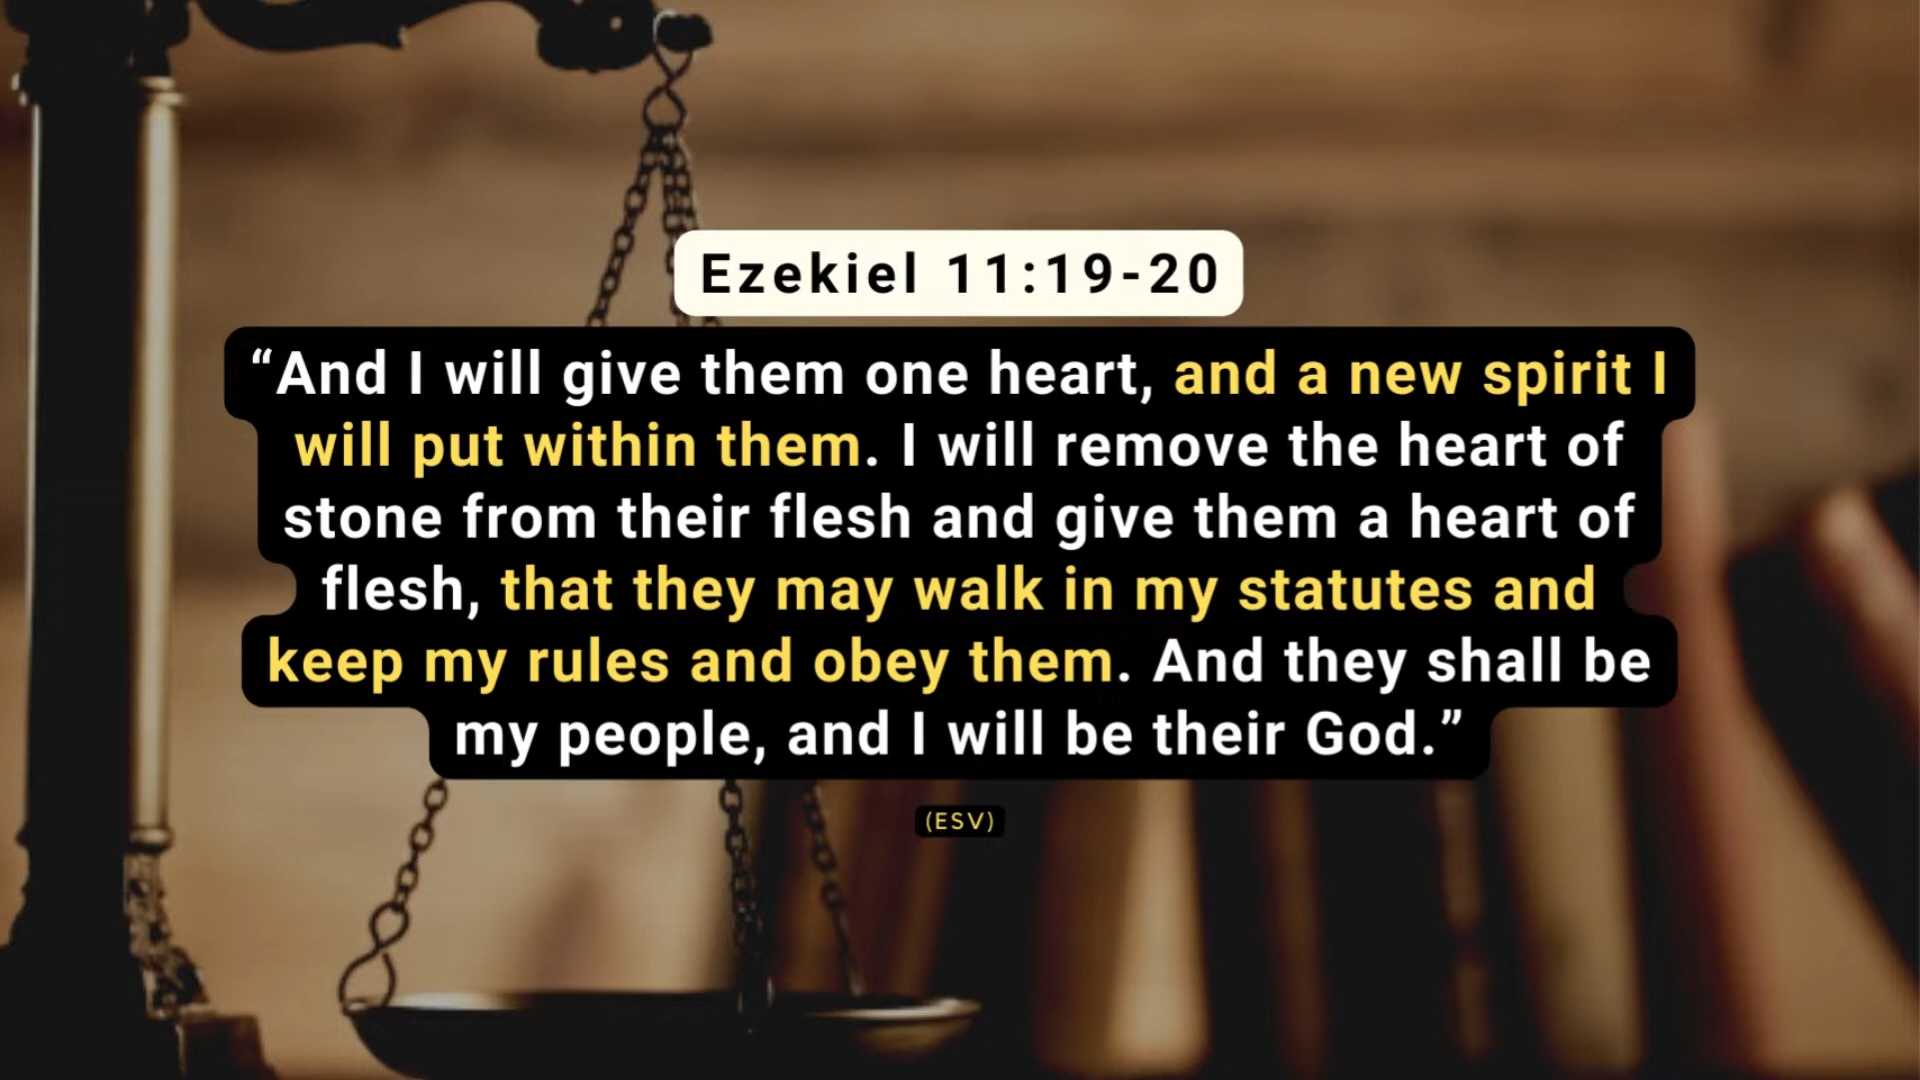 Ezekiel 11:19-20
“And I will give them one heart, and a new spirit I
will put within them. I will remove the heart of
stone from their flesh and give them a heart of
flesh, that they may walk in my statutes and
keep my rules and obey them. And they shall be
my people, and I will be their God.”
(ESV)